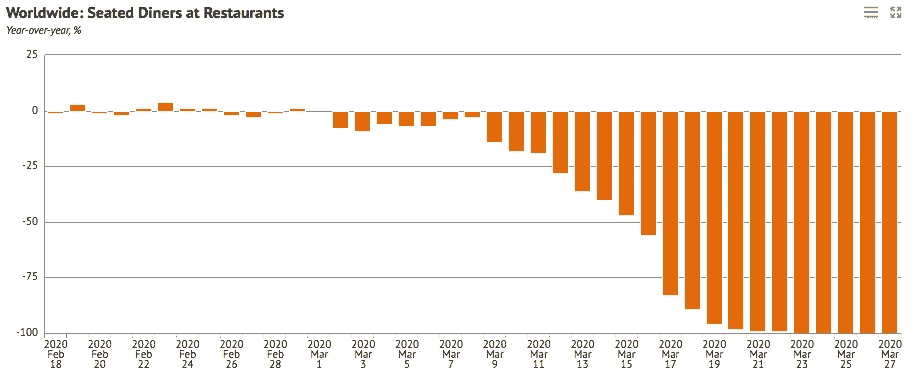 Worldwide: Seated Diners at Restaurants
Year-over-year, %
25
0
-25
-50
-75
-100
2020 Feb 18
2020 Feb 20
2020 Feb 22
2020 Feb 24
2020 Feb 26
2020 Feb 28
2020 Mar 1
2020 Mar 3
2020 Mar 5
2020 Mar 7
2020 Mar 9
2020 Mar 11
2020 Mar 13
2020 Mar 15
2020 Mar 17
2020 Mar 19
2020 Mar 21
2020 Mar 23
2020 Mar 25
2020 Mar 27